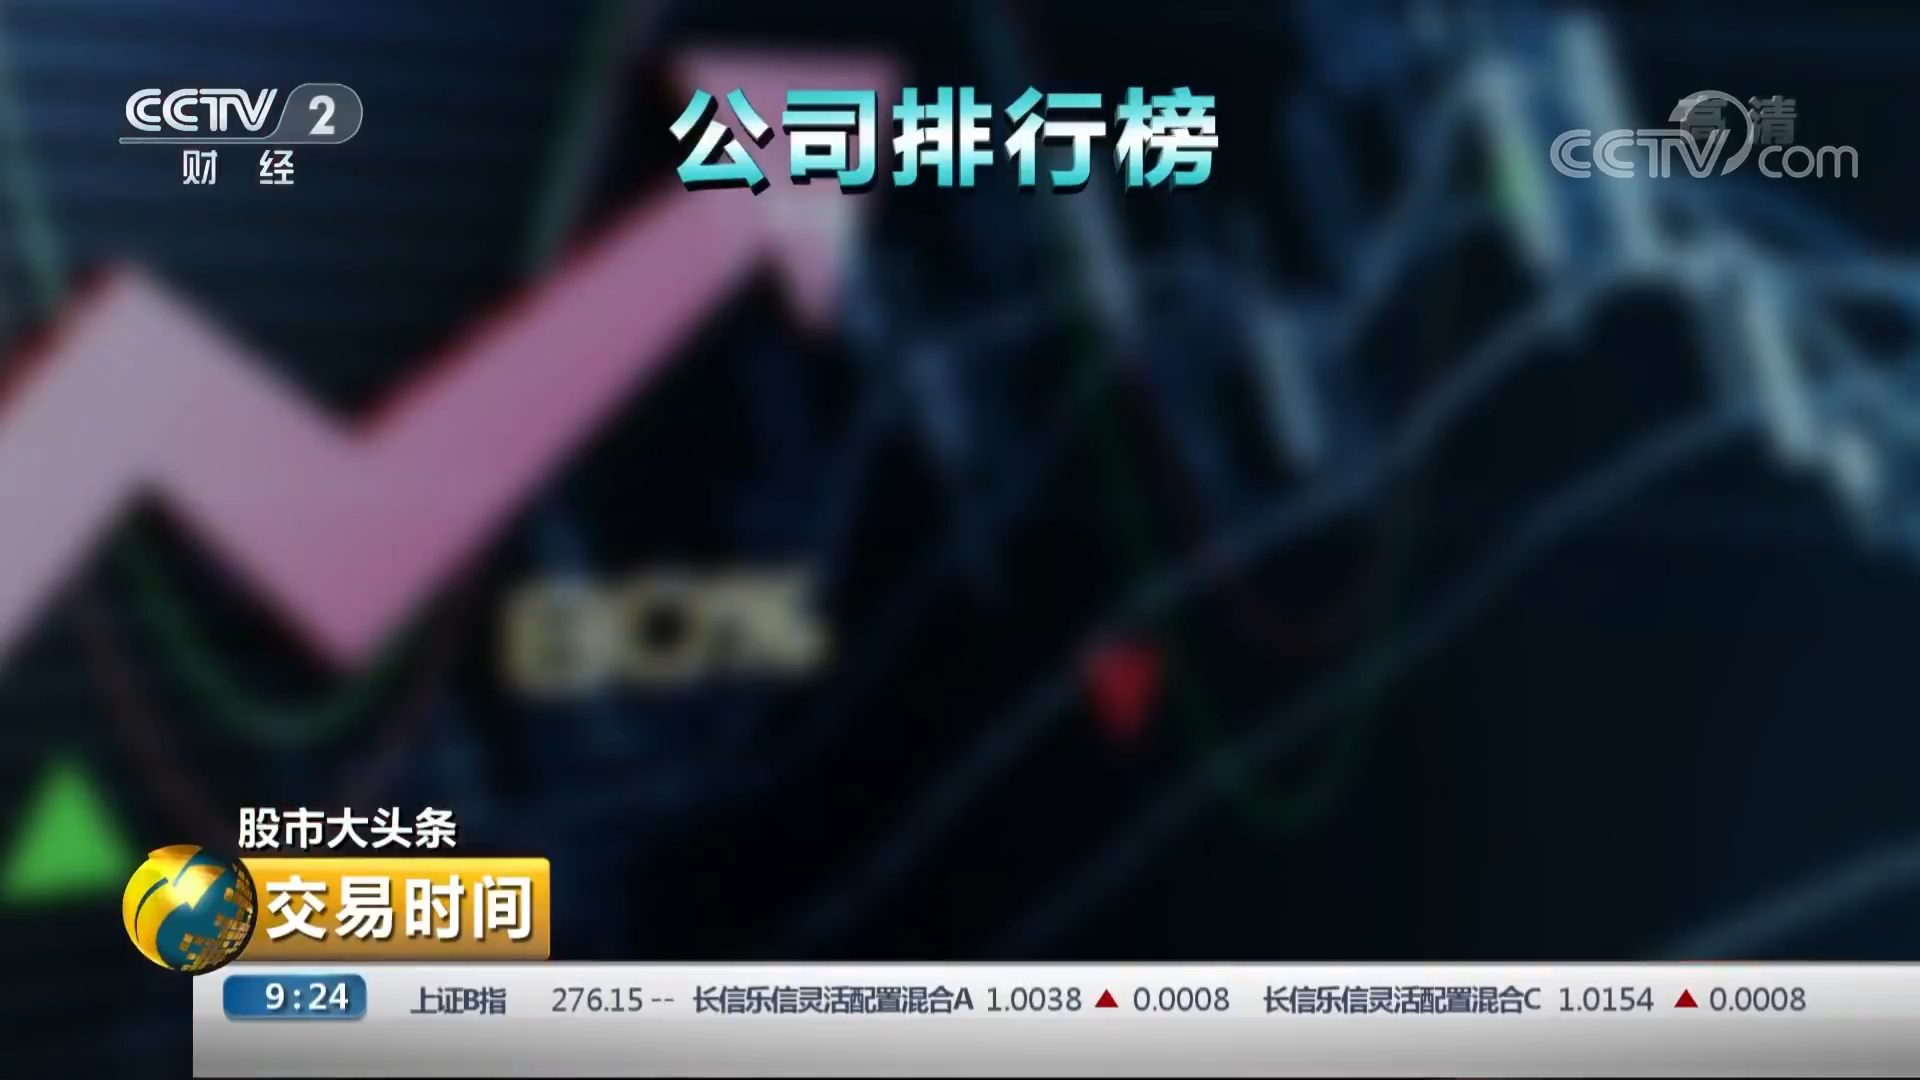 CCTV 2
财 经
公司排行榜
高清
CCTV.com
股市大头条
交易时间
9:24 上证B指 276.15 -- 长信乐信灵活配置混合A 1.0038 ▲ 0.0008 长信乐信灵活配置混合C 1.0154 ▲ 0.0008